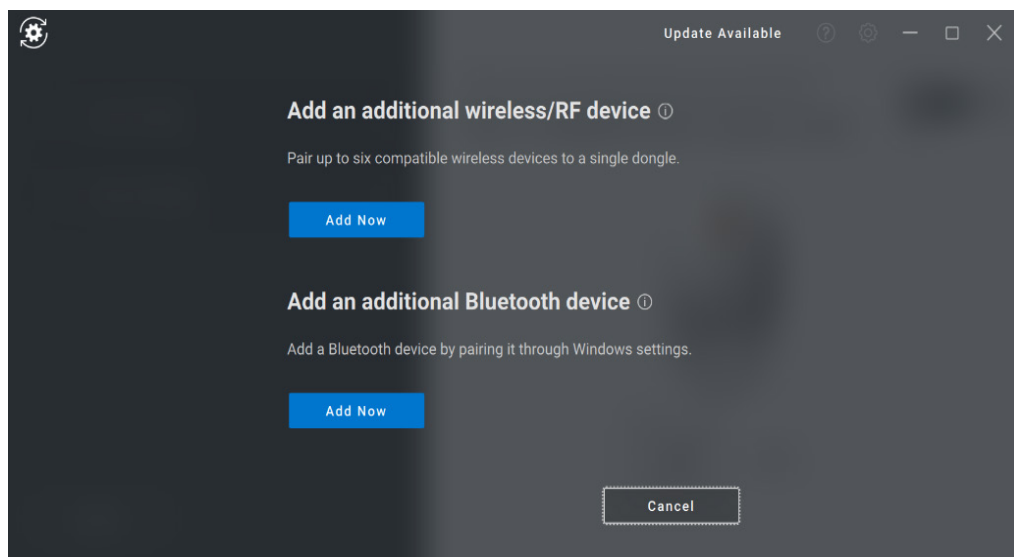 Update Available
Add an additional wireless/RF device
Pair up to six compatible wireless devices to a single dongle.
Add Now
Add an additional Bluetooth device
Add a Bluetooth device by pairing it through Windows settings.
Add Now
Cancel